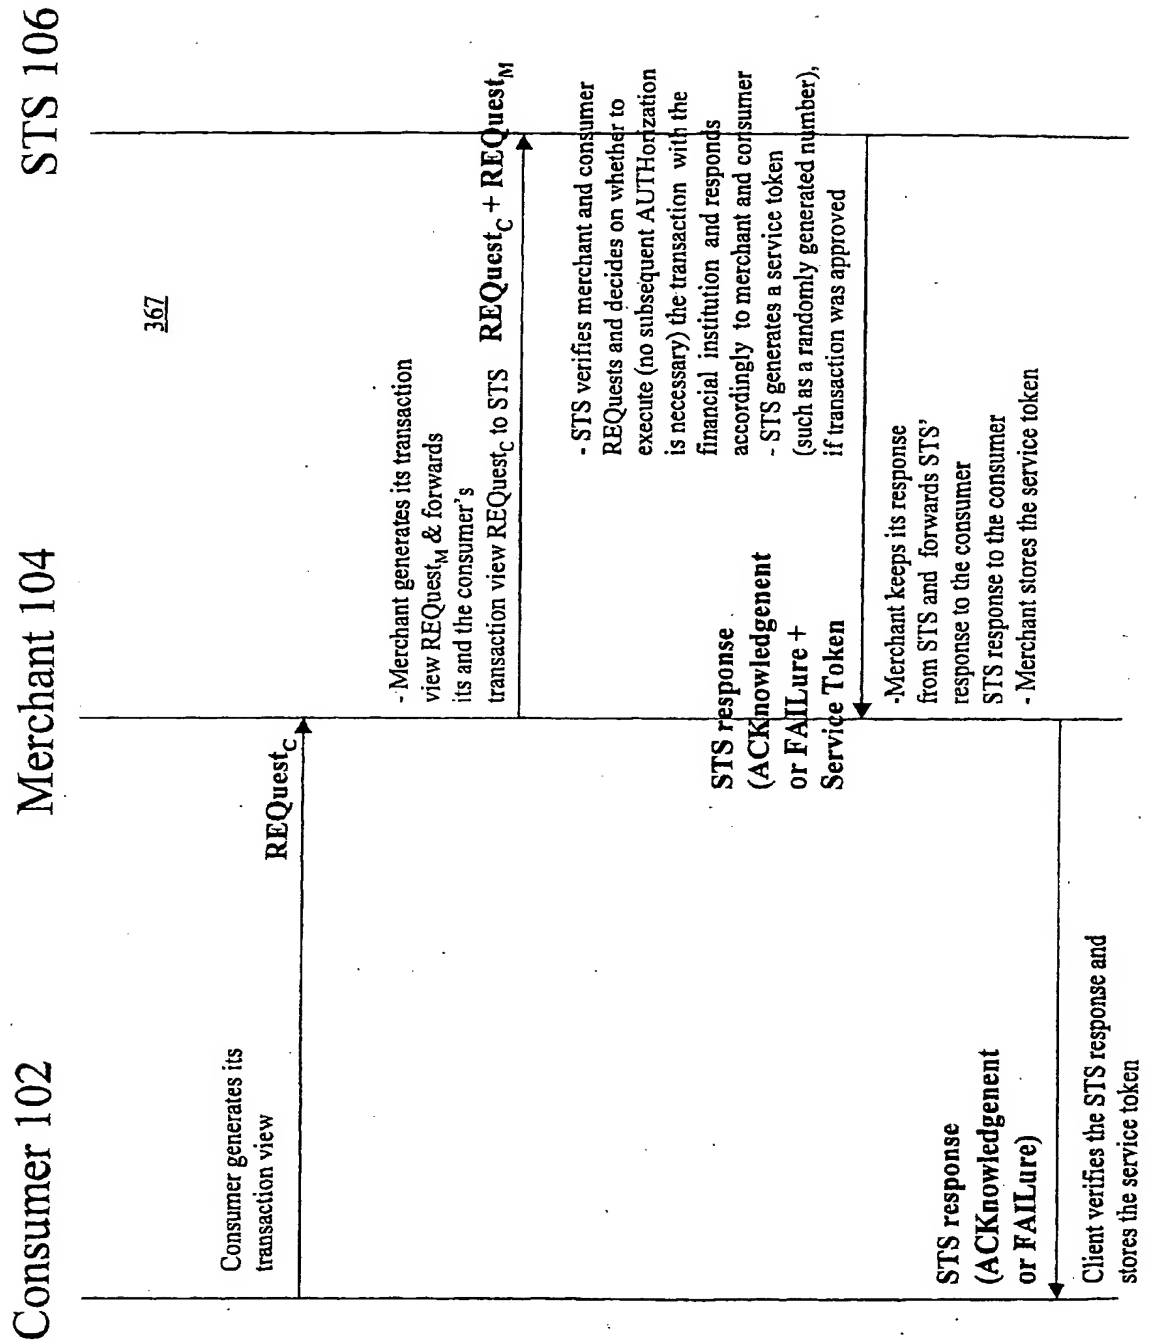 Consumer 102
Merchant 104
STS 106
367
Consumer generates its
transaction view
REQuestC
- Merchant generates its transaction
view REQuestM & forwards
its and the consumer's
transaction view REQuestC to STS
REQuestC + REQuestM
- STS verifies merchant and consumer
REQuests and decides on whether to
execute (no subsequent AUTHorization
is necessary) the transaction with the
financial institution and responds
accordingly to merchant and consumer
- STS generates a service token
(such as a randomly generated number),
if transaction was approved
STS response
(ACKnowledgenent
or FAILure +
Service Token
-Merchant keeps its response
from STS and forwards STS'
response to the consumer
STS response to the consumer
- Merchant stores the service token
STS response
(ACKnowledgenent
or FAILure)
Client verifies the STS response and
stores the service token